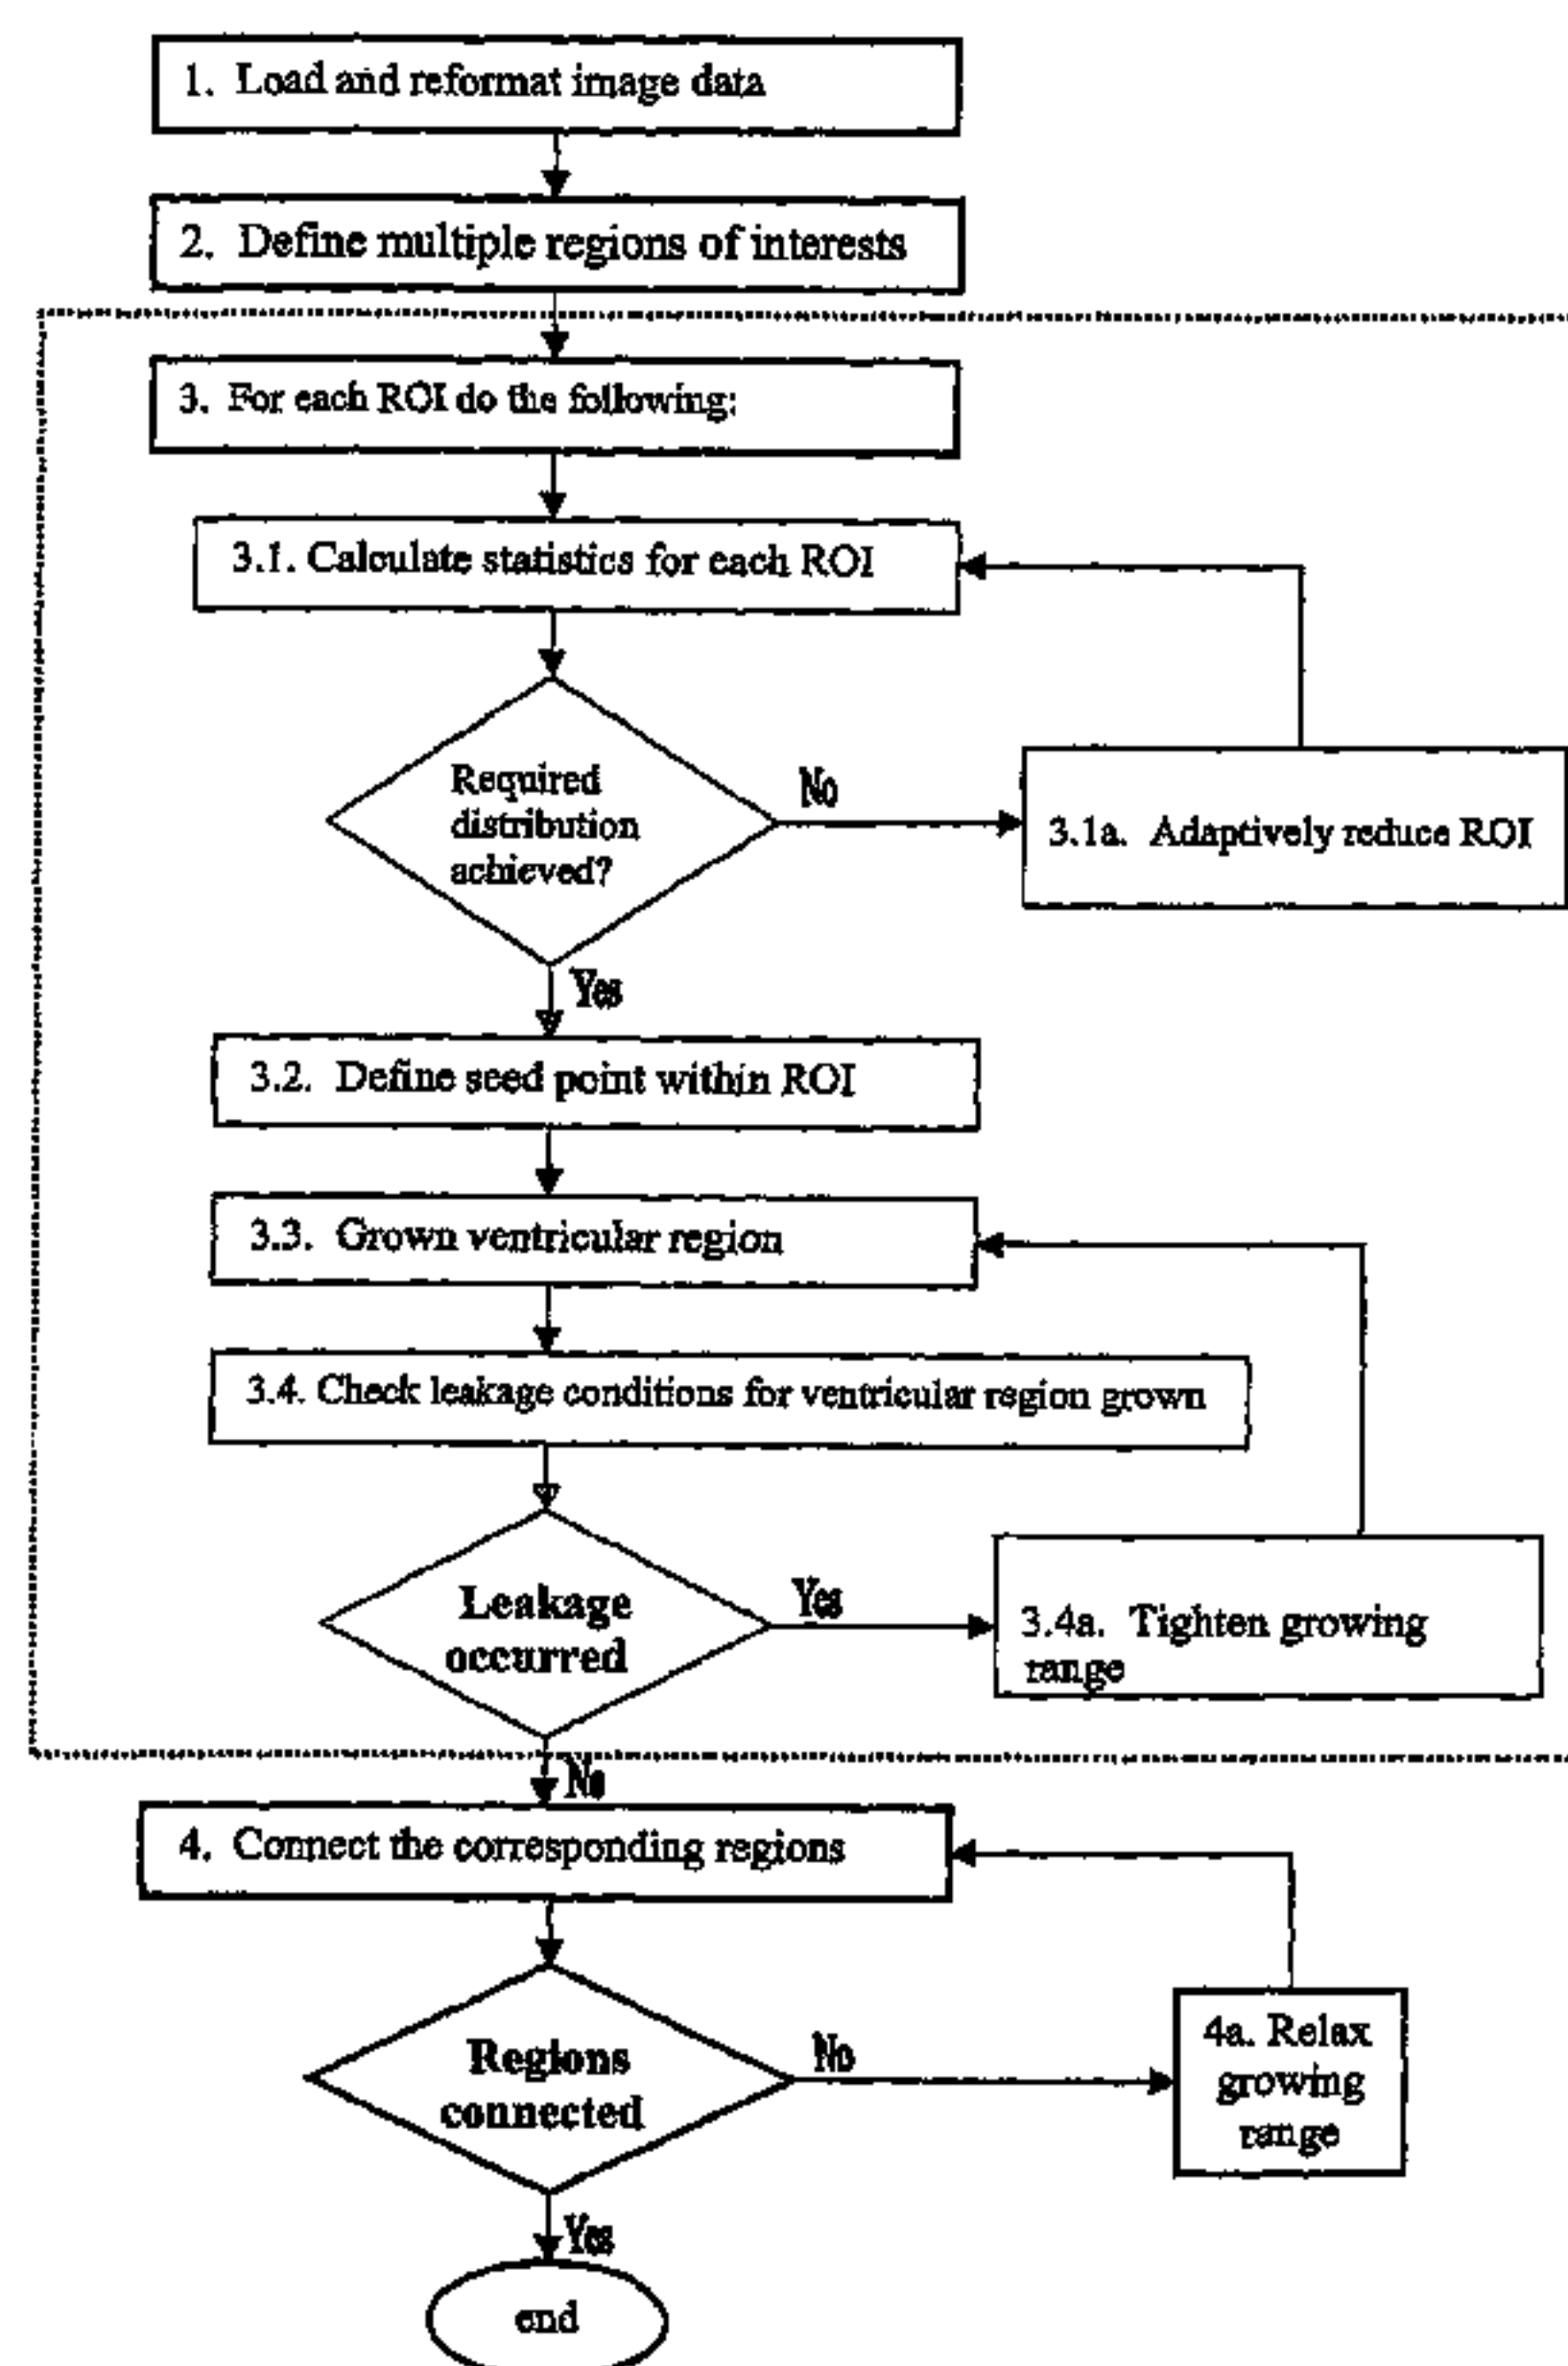 1. Load and reformat image data
2. Define multiple regions of interests
3. For each ROI do the following:
3.1. Calculate statistics for each ROI
Required
distribution
achieved?
No
3.1a. Adaptively reduce ROI
Yes
3.2. Define seed point within ROI
3.3. Grown ventricular region
3.4. Check leakage conditions for ventricular region grown
Leakage
occurred
Yes
3.4a. Tighten growing
range
No
4. Connect the corresponding regions
Regions
connected
No
4a. Relax
growing
range
Yes
end